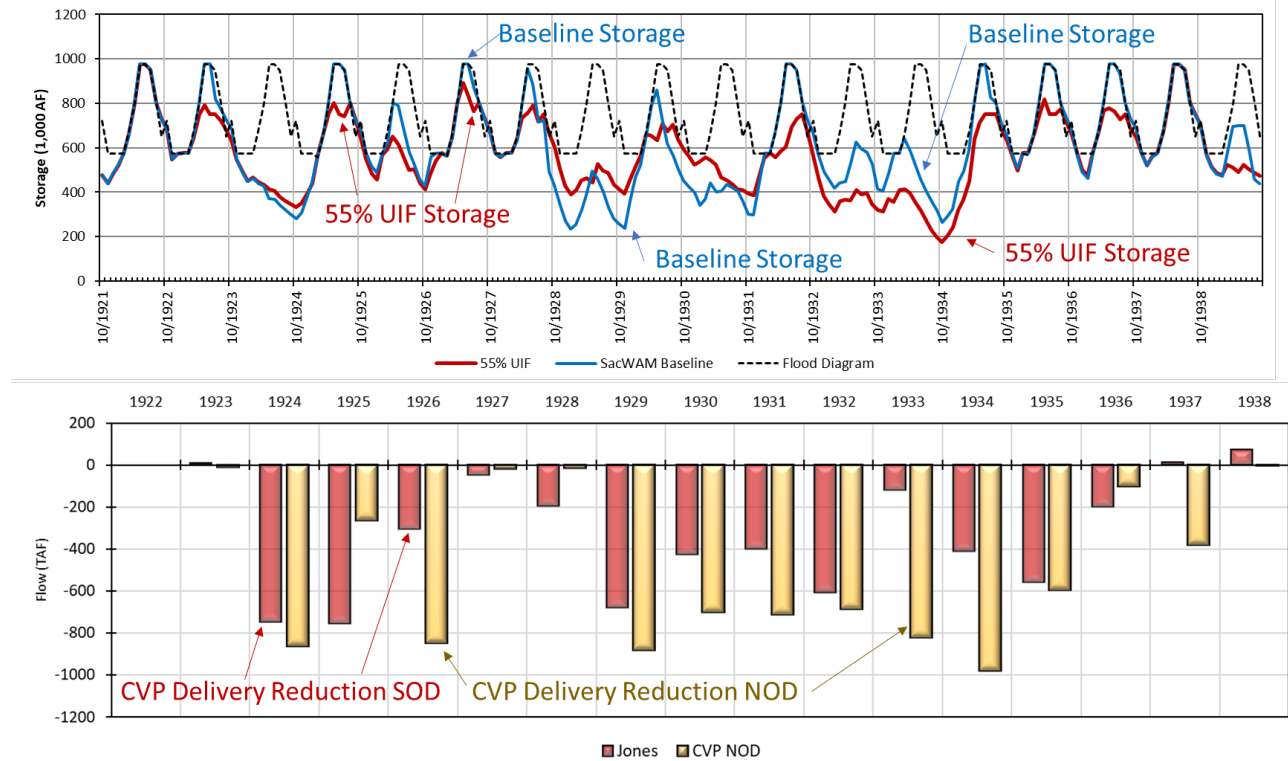 1200
1000
800
600
400
200
0
Storage (1,000 AF)
Baseline Storage
Baseline Storage
55% UIF Storage
Baseline Storage
55% UIF Storage
10/1921
10/1922
10/1923
10/1924
10/1925
10/1926
10/1927
10/1928
10/1929
10/1930
10/1931
10/1932
10/1933
10/1934
10/1935
10/1936
10/1937
10/1938
55% UIF SacWAM Baseline Flood Diagram
1922 1923 1924 1925 1926 1927 1928 1929 1930 1931 1932 1933 1934 1935 1936 1937 1938
200
0
-200
-400
-600
-800
-1000
-1200
Flow (TAF)
CVP Delivery Reduction SOD
CVP Delivery Reduction NOD
Jones CVP NOD